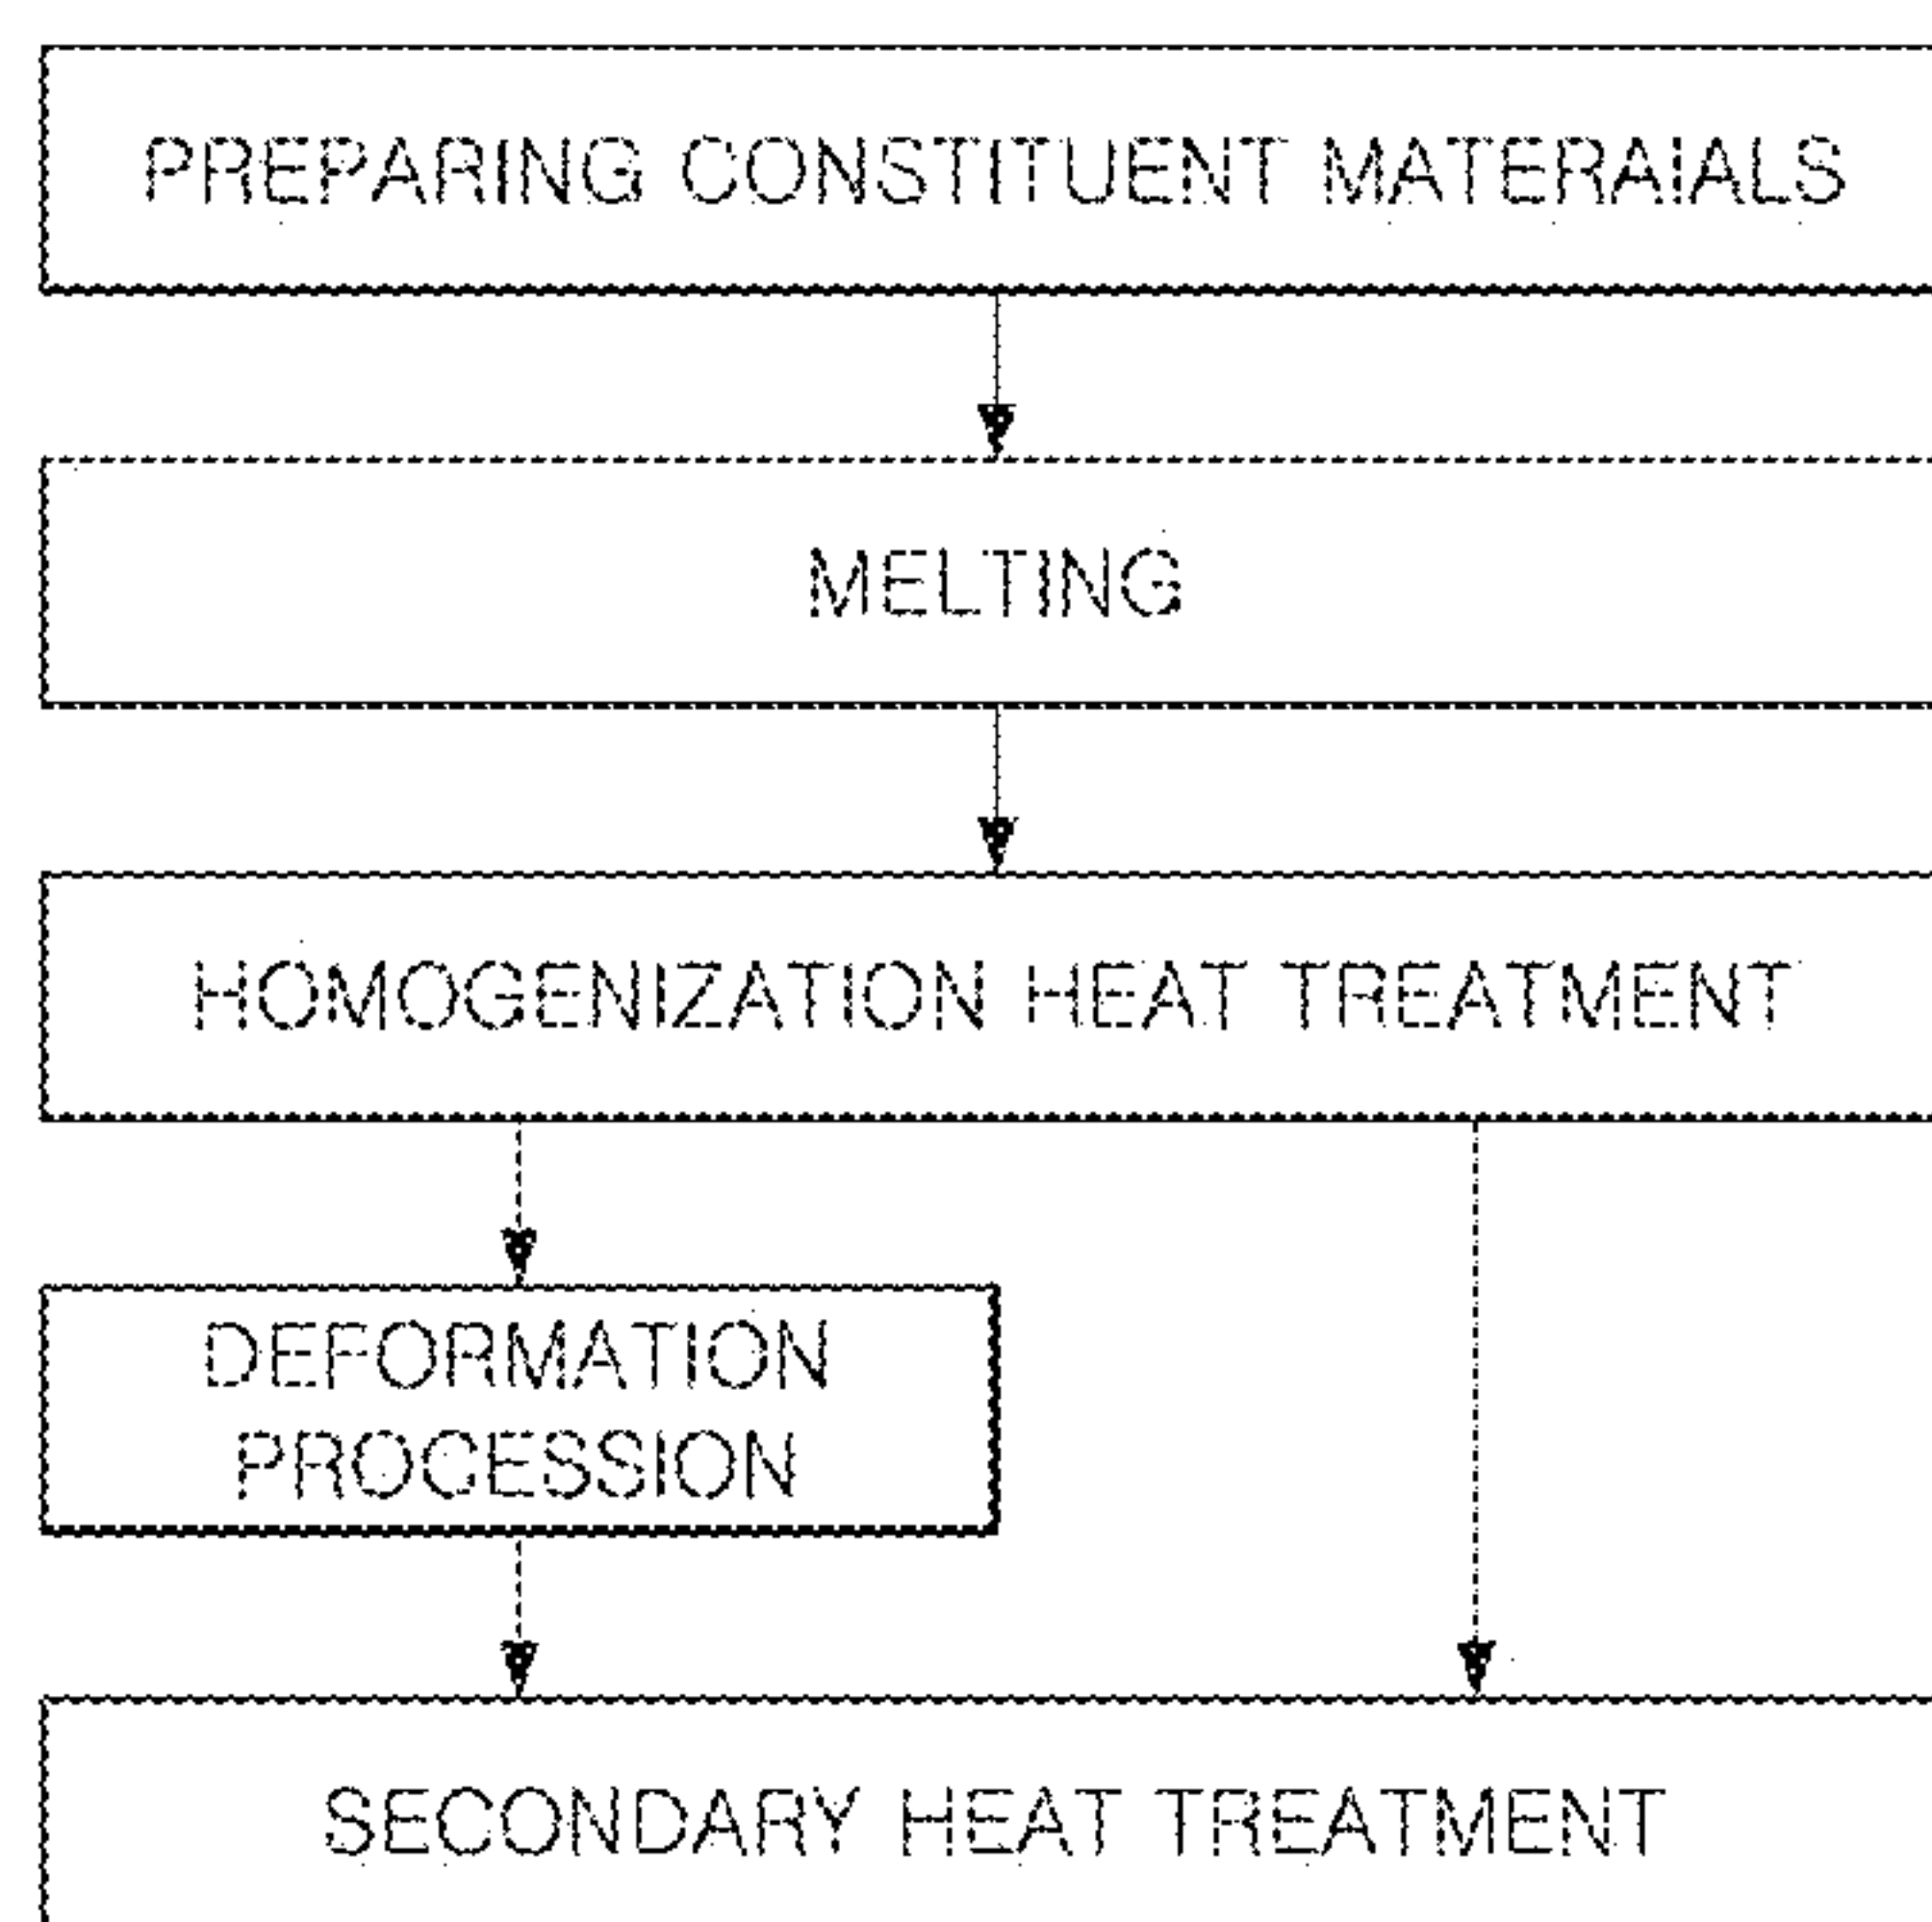 PREPARING CONSTITUENT MATERAIALS
MELTING
HOMOGENIZATION HEAT TREATMENT
DEFORMATION
PROCESSION
SECONDARY HEAT TREATMENT